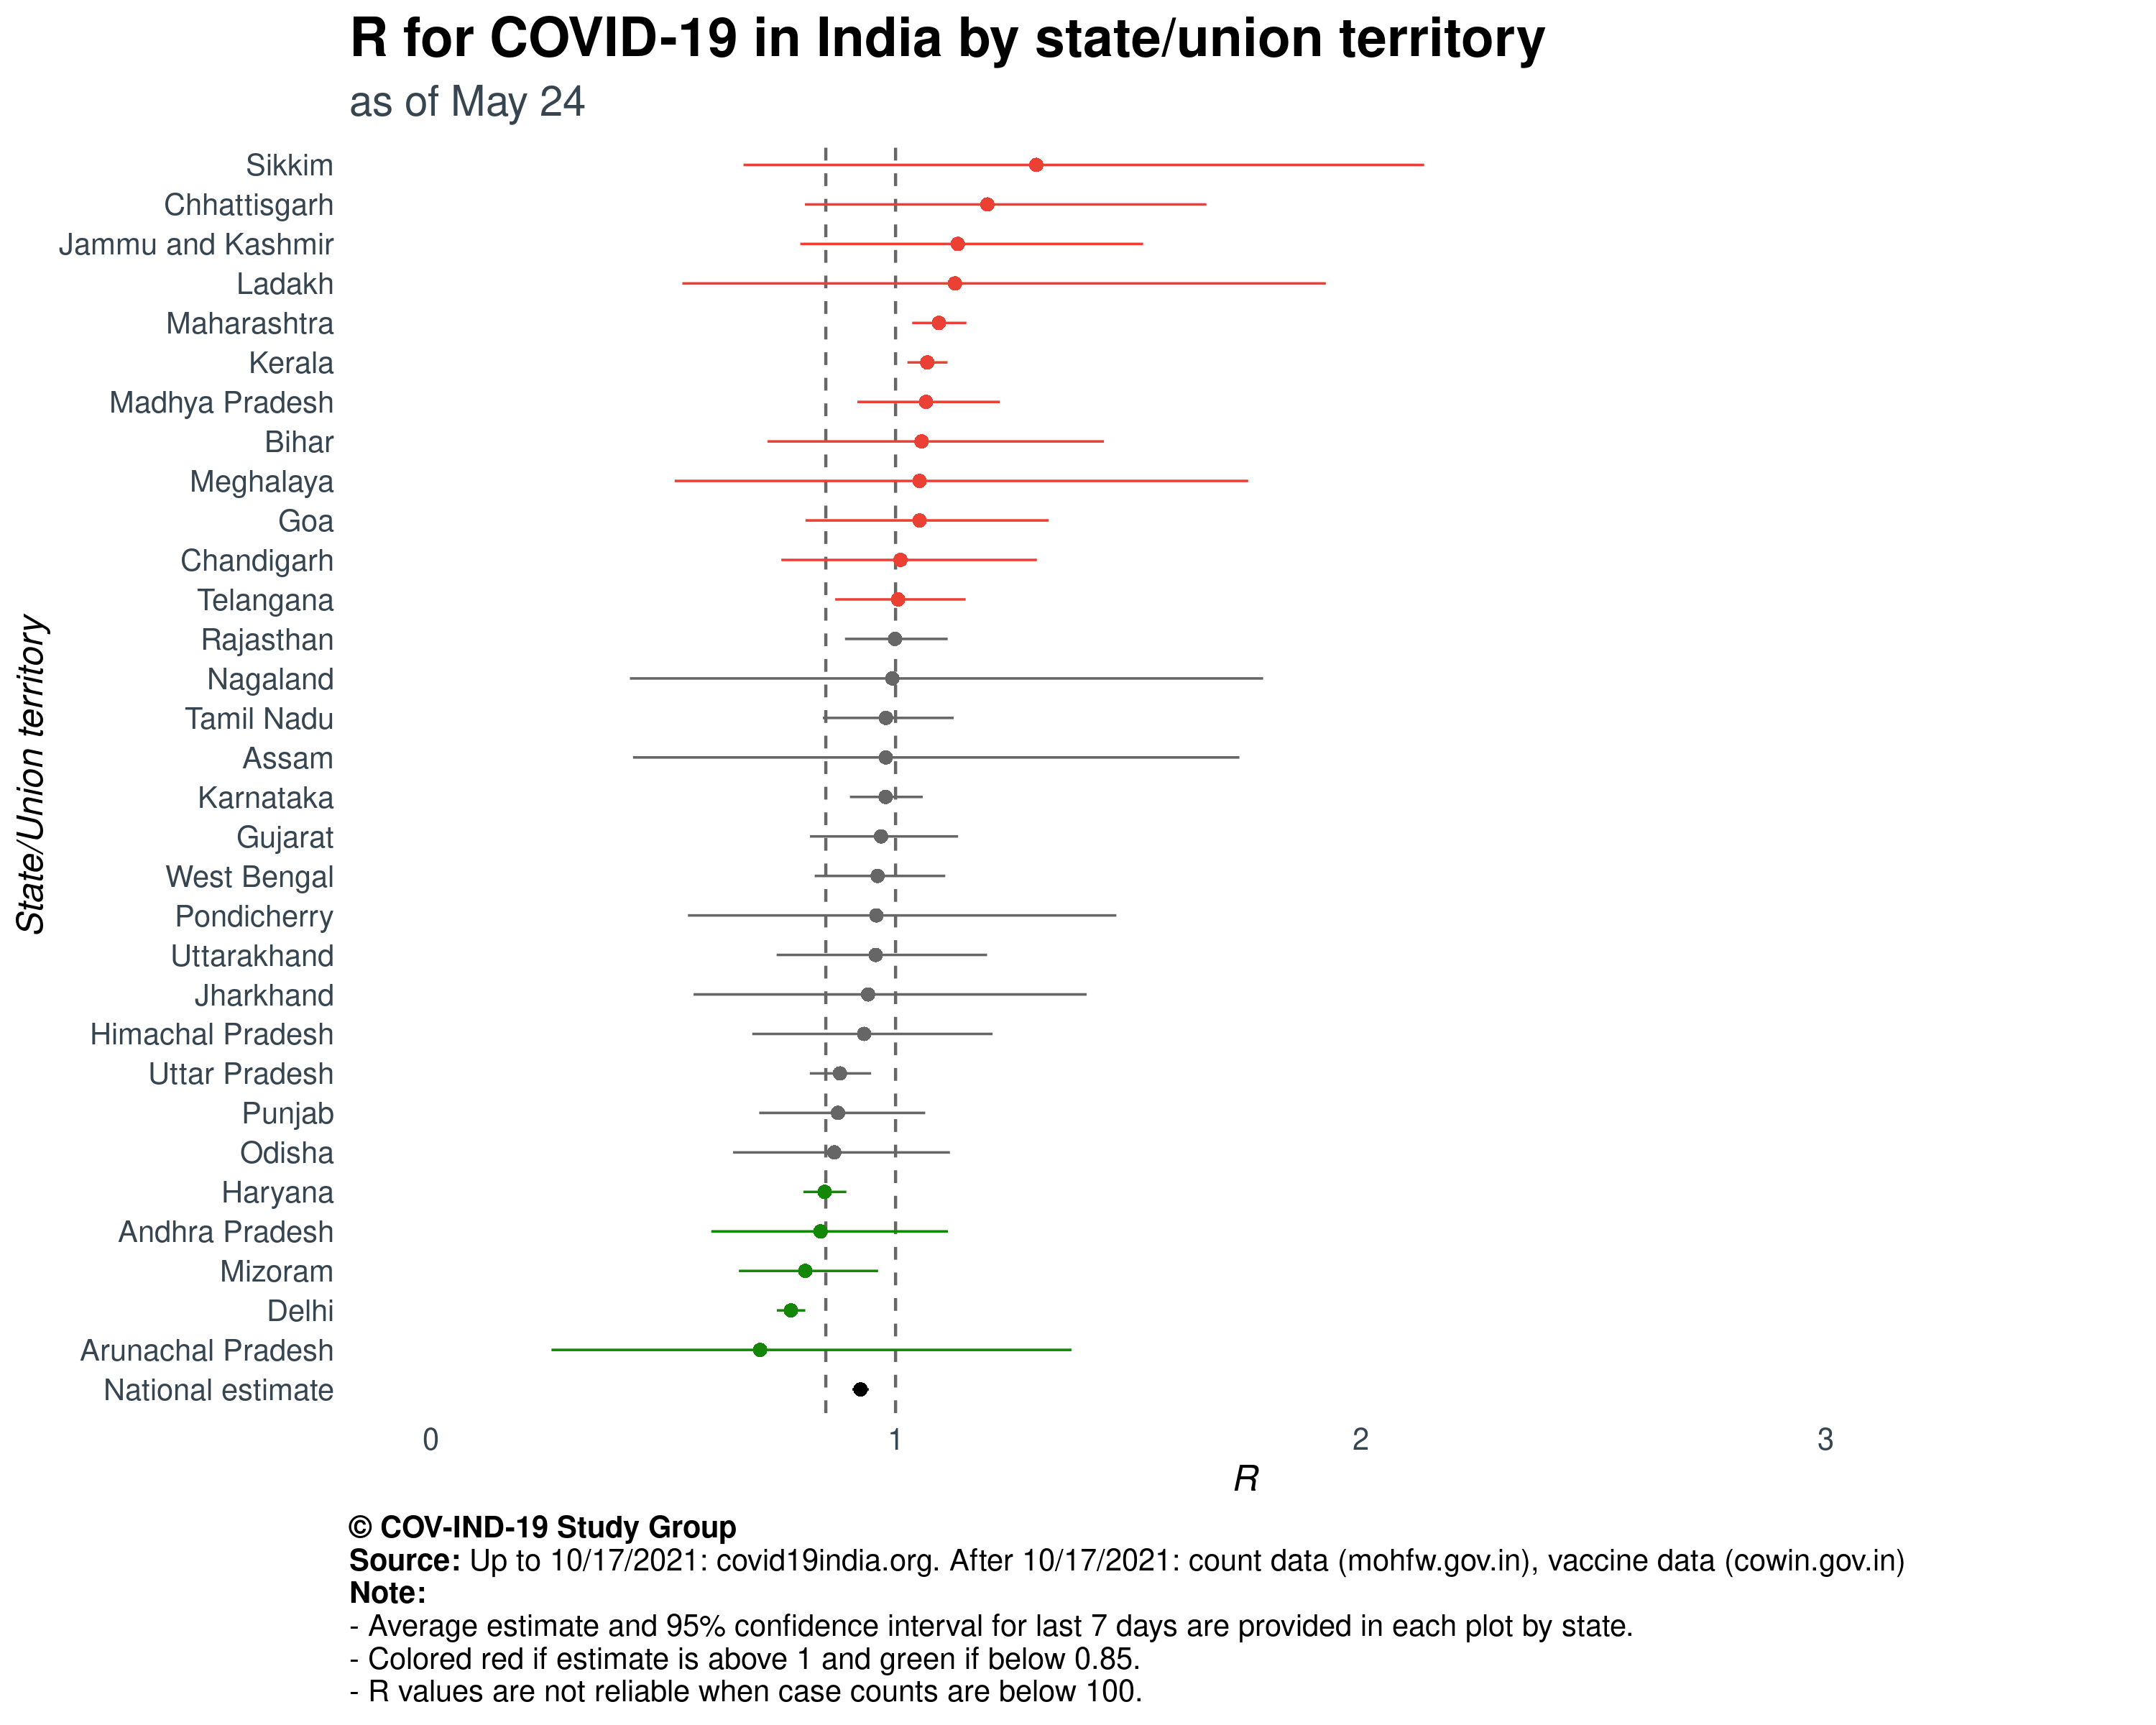 R for COVID-19 in India by state/union territory
as of May 24
State/Union territory
Sikkim
Chhattisgarh
Jammu and Kashmir
Ladakh
Maharashtra
Kerala
Madhya Pradesh
Bihar
Meghalaya
Goa
Chandigarh
Telangana
Rajasthan
Nagaland
Tamil Nadu
Assam
Karnataka
Gujarat
West Bengal
Pondicherry
Uttarakhand
Jharkhand
Himachal Pradesh
Uttar Pradesh
Punjab
Odisha
Haryana
Andhra Pradesh
Mizoram
Delhi
Arunachal Pradesh
National estimate
0 1 2 3
R
© COV-IND-19 Study Group
Source: Up to 10/17/2021: covid19india.org. After 10/17/2021: count data (mohfw.gov.in), vaccine data (cowin.gov.in)
Note:
- Average estimate and 95% confidence interval for last 7 days are provided in each plot by state.
- Colored red if estimate is above 1 and green if below 0.85.
- R values are not reliable when case counts are below 100.